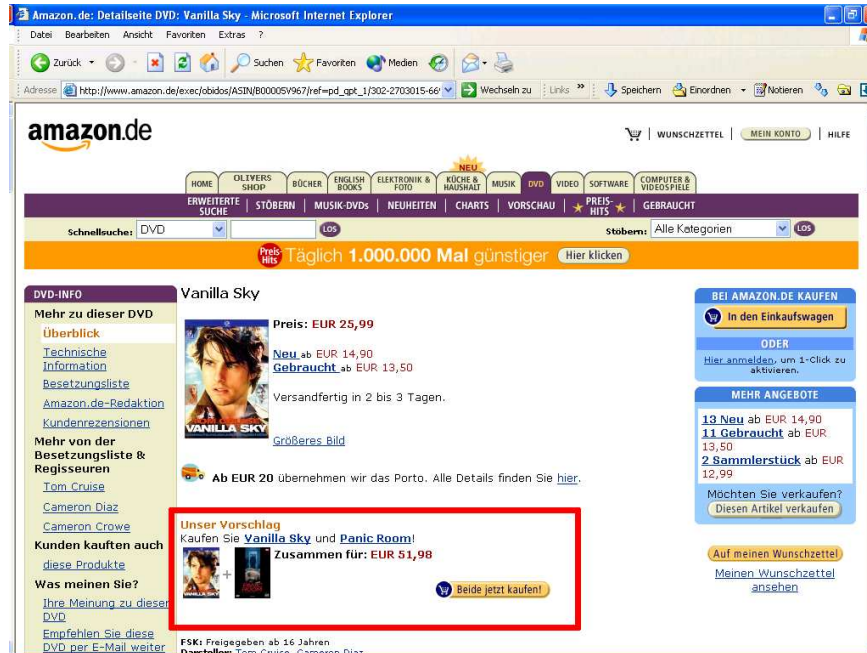 Amazon.de: Detailseite DVD: Vanilla Sky - Microsoft Internet Explorer
Datei Bearbeiten Ansicht Favoriten Extras ?
Zurück Suchen Favoriten Medien
Adresse http://www.amazon.de/exec/obidos/ASIN/B00005V967/ref=pd_qpt_1/302-2703015-66 Wechseln zu Links » Speichern Einordnen Notieren
amazon.de
WUNSCHZETTEL | MEIN KONTO | HILFE
NEU
HOME OLIVERS SHOP BÜCHER ENGLISH BOOKS ELEKTRONIK & FOTO KÜCHE & HAUSHALT MUSIK DVD VIDEO SOFTWARE COMPUTER & VIDEOSPIELE
ERWEITERTE SUCHE | STÖBERN | MUSIK-DVDs | NEUHEITEN | CHARTS | VORSCHAU | PREIS-HITS | GEBRAUCHT
Schnellsuche: DVD LOS Stöbern: Alle Kategorien LOS
Preis Hits Täglich 1.000.000 Mal günstiger Hier klicken
DVD-INFO
Mehr zu dieser DVD
Überblick
Technische
Information
Besetzungsliste
Amazon.de-Redaktion
Kundenrezensionen
Mehr von der
Besetzungsliste &
Regisseuren
Tom Cruise
Cameron Diaz
Cameron Crowe
Kunden kauften auch
diese Produkte
Was meinen Sie?
Ihre Meinung zu dieser
DVD
Empfehlen Sie diese
DVD per E-Mail weiter
Vanilla Sky
TOM CRUISE
VANILLA SKY
Preis: EUR 25,99
Neu ab EUR 14,90
Gebraucht ab EUR 13,50
Versandfertig in 2 bis 3 Tagen.
Größeres Bild
Ab EUR 20 übernehmen wir das Porto. Alle Details finden Sie hier.
Unser Vorschlag
Kaufen Sie Vanilla Sky und Panic Room!
VANILLA SKY + PANIC ROOM
Zusammen für: EUR 51,98
Beide jetzt kaufen!
FSK: Freigegeben ab 16 Jahren
Darsteller: Tom Cruise, Cameron Diaz
BEI AMAZON.DE KAUFEN
In den Einkaufswagen
ODER
Hier anmelden, um 1-Click zu
aktivieren.
MEHR ANGEBOTE
13 Neu ab EUR 14,90
11 Gebraucht ab EUR
13,50
2 Sammlerstück ab EUR
12,99
Möchten Sie verkaufen?
Diesen Artikel verkaufen
Auf meinen Wunschzettel
Meinen Wunschzettel
ansehen